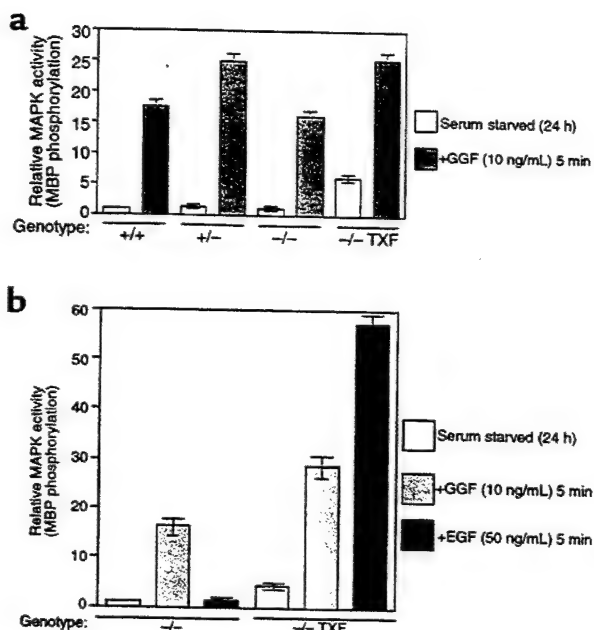 a
Relative MAPK activity
(MBP phosphorylation)
30
25
20
15
10
5
0
Genotype:
+/+
+/−
−/−
−/− TXF
Serum starved (24 h)
+GGF (10 ng/mL) 5 min
b
Relative MAPK activity
(MBP phosphorylation)
60
50
40
30
20
10
0
Genotype:
−/−
−/− TXF
Serum starved (24 h)
+GGF (10 ng/mL) 5 min
+EGF (50 ng/mL) 5 min